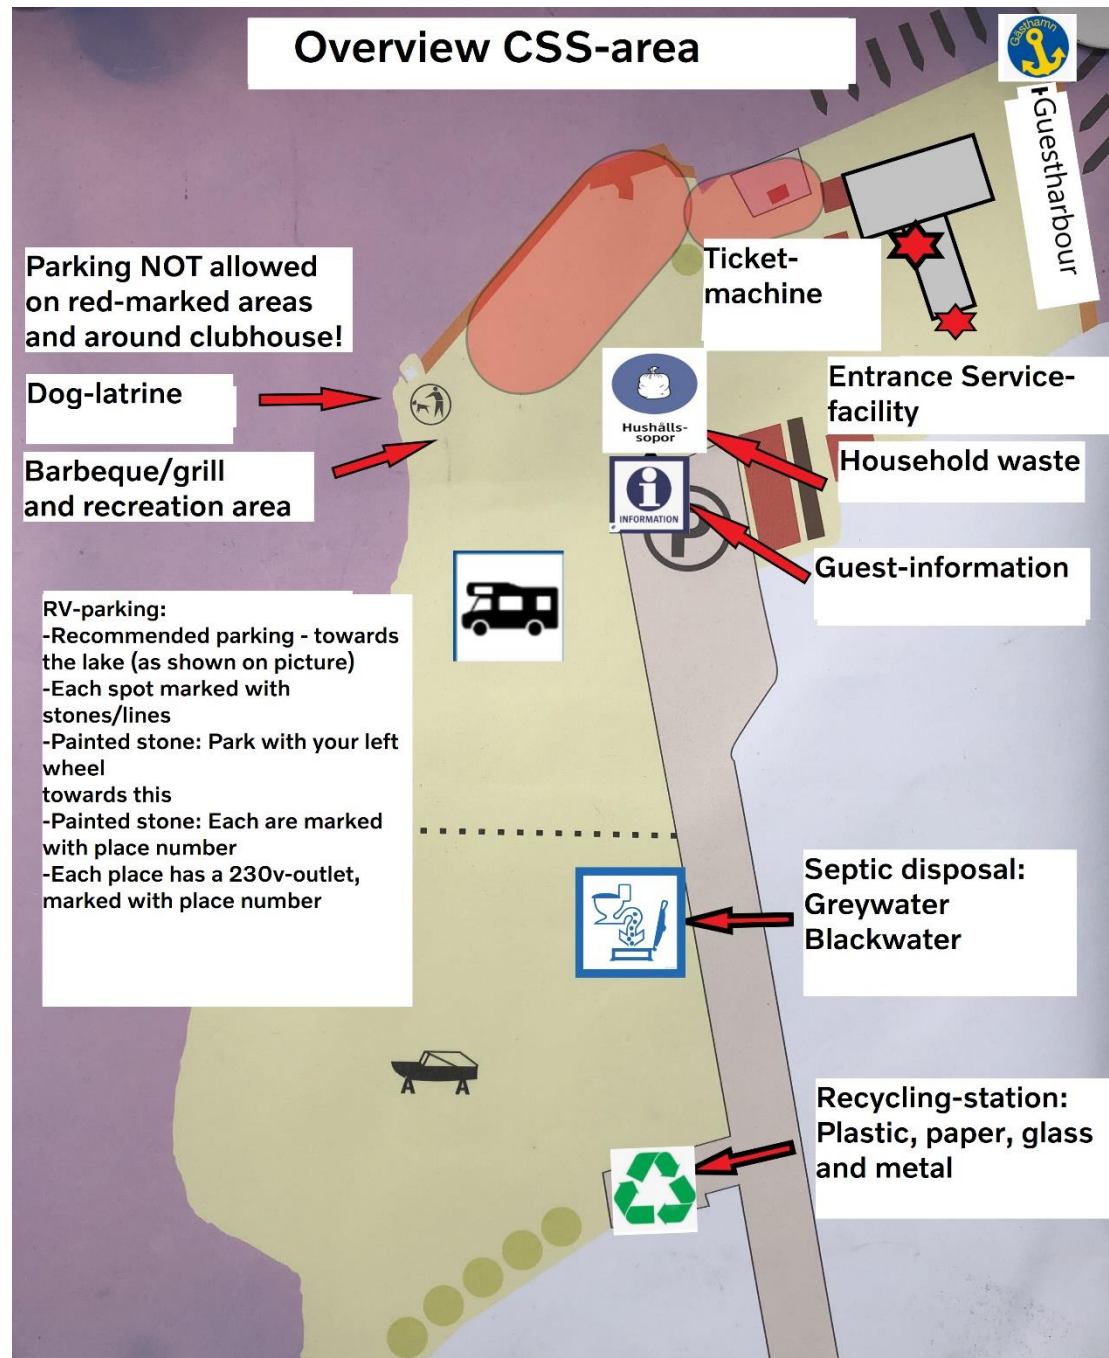 Overview CSS-area
Gästhamn
Guestharbour
Parking NOT allowed
on red-marked areas
and around clubhouse!
Ticket-
machine
Dog-latrine
Entrance Service-
facility
Hushålls-
sopor
Household waste
Barbeque/grill
and recreation area
i
INFORMATION
P
Guest-information
RV-parking:
-Recommended parking - towards
the lake (as shown on picture)
-Each spot marked with
stones/lines
-Painted stone: Park with your left
wheel
towards this
-Painted stone: Each are marked
with place number
-Each place has a 230v-outlet,
marked with place number
Septic disposal:
Greywater
Blackwater
Recycling-station:
Plastic, paper, glass
and metal